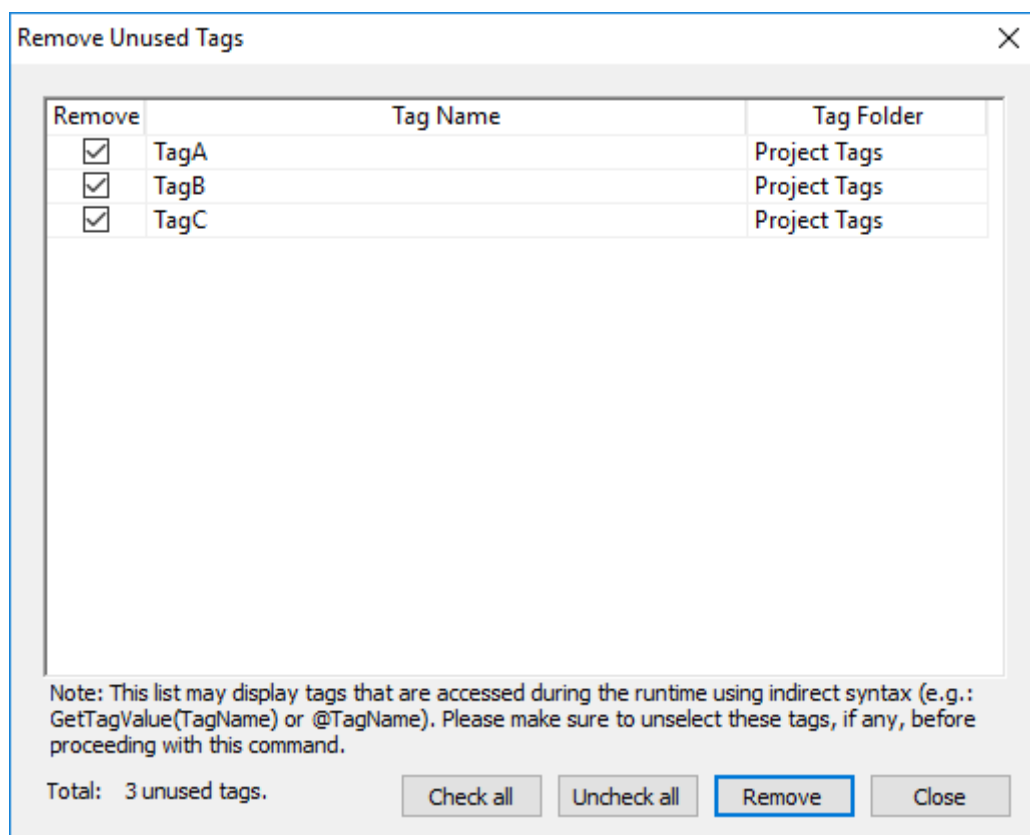 Remove Unused Tags
Remove Tag Name Tag Folder
TagA Project Tags
TagB Project Tags
TagC Project Tags
Note: This list may display tags that are accessed during the runtime using indirect syntax (e.g.:
GetTagValue(TagName) or @TagName). Please make sure to unselect these tags, if any, before
proceeding with this command.
Total: 3 unused tags. Check all Uncheck all Remove Close